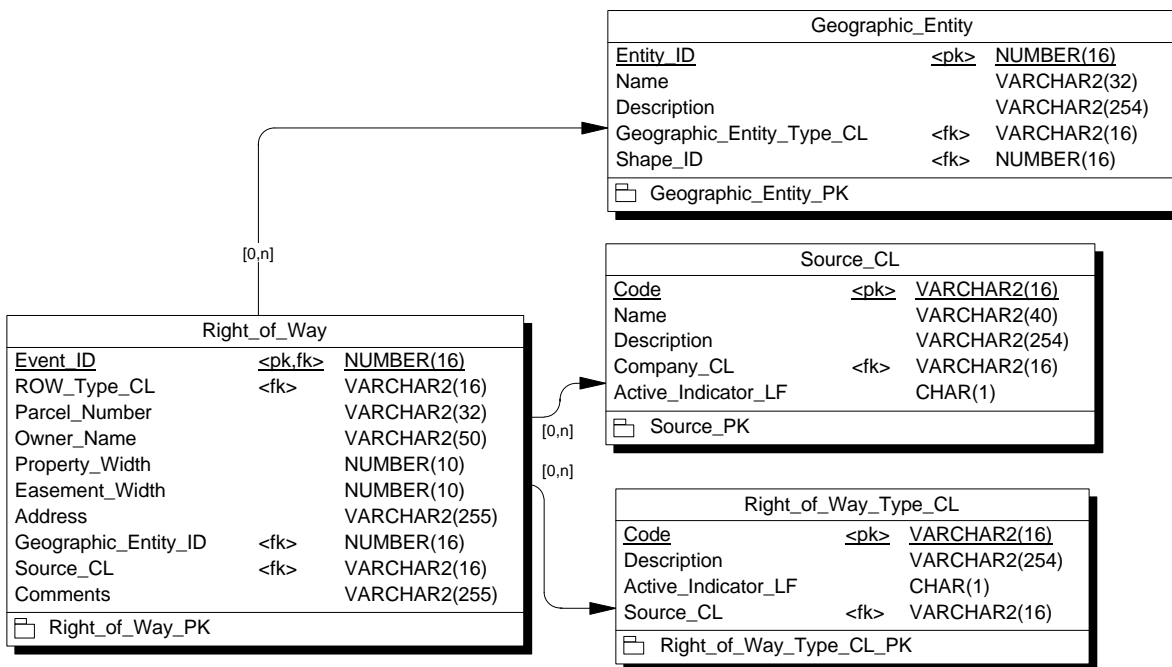 Geographic_Entity
Entity_ID <pk> NUMBER(16)
Name VARCHAR2(32)
Description VARCHAR2(254)
Geographic_Entity_Type_CL <fk> VARCHAR2(16)
Shape_ID <fk> NUMBER(16)
Geographic_Entity_PK
[0,n]
Source_CL
Code <pk> VARCHAR2(16)
Name VARCHAR2(40)
Description VARCHAR2(254)
Company_CL <fk> VARCHAR2(16)
Active_Indicator_LF CHAR(1)
Source_PK
Right_of_Way
Event_ID <pk,fk> NUMBER(16)
ROW_Type_CL <fk> VARCHAR2(16)
Parcel_Number VARCHAR2(32)
Owner_Name VARCHAR2(50)
Property_Width NUMBER(10)
Easement_Width NUMBER(10)
Address VARCHAR2(255)
Geographic_Entity_ID <fk> NUMBER(16)
Source_CL <fk> VARCHAR2(16)
Comments VARCHAR2(255)
Right_of_Way_PK
[0,n]
[0,n]
Right_of_Way_Type_CL
Code <pk> VARCHAR2(16)
Description VARCHAR2(254)
Active_Indicator_LF CHAR(1)
Source_CL <fk> VARCHAR2(16)
Right_of_Way_Type_CL_PK